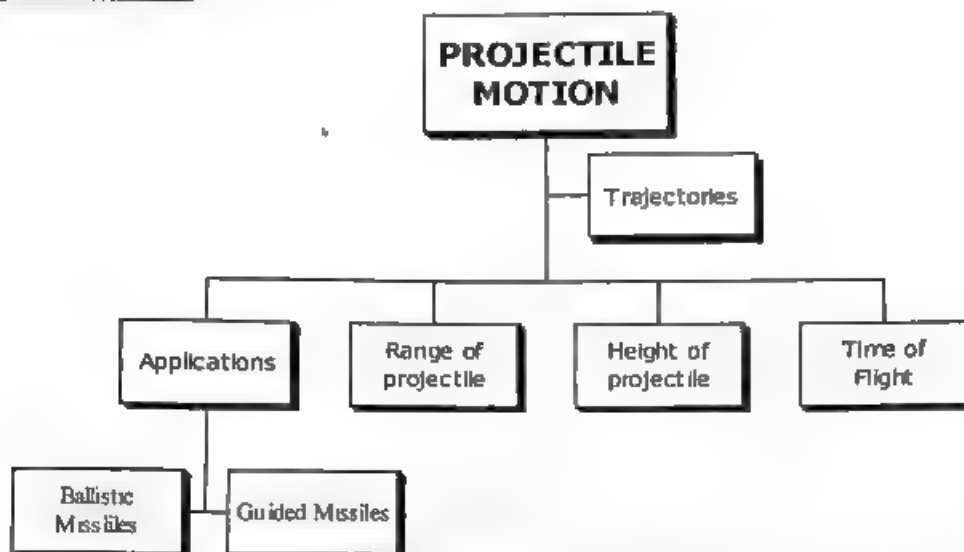 PROJECTILE
MOTION
Trajectories
Applications
Range of
projectile
Height of
projectile
Time of
Flight
Ballistic
Missiles
Guided Missiles